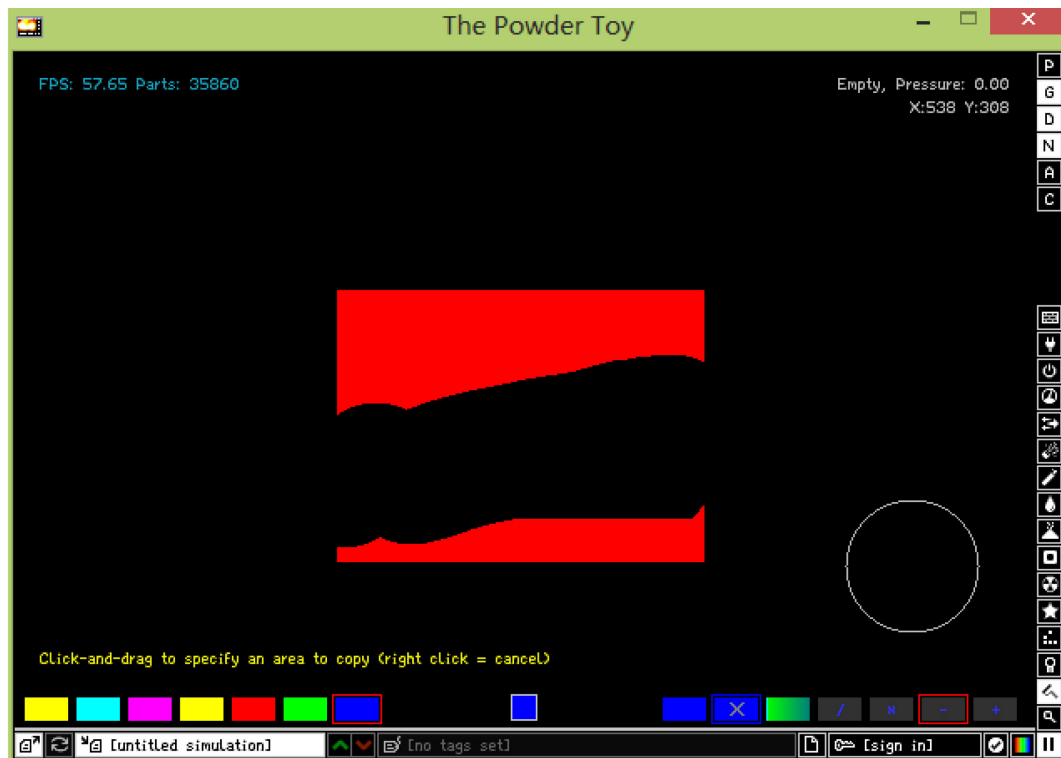 The Powder Toy
FPS: 57.65 Parts: 35860
Empty, Pressure: 0.00
X:538 Y:308
P
G
D
N
A
C
Click-and-drag to specify an area to copy (right click = cancel)
/ - +
[untitled simulation] [no tags set] [sign in]